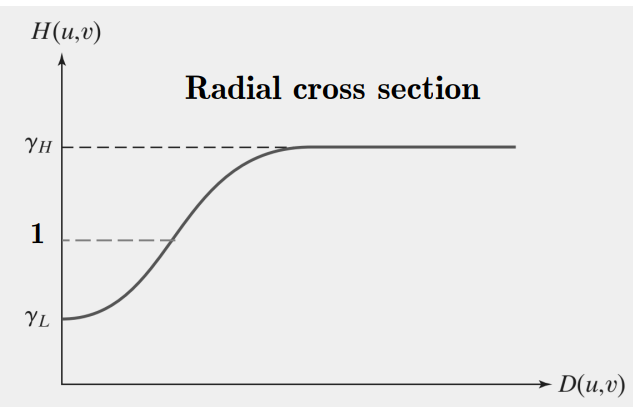 H(u,v)
Radial cross section
γH
1
γL
D(u,v)